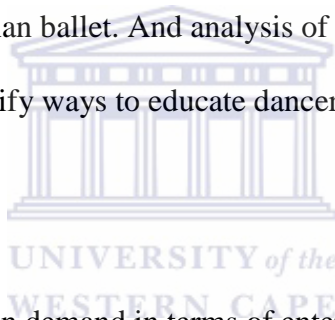 an ballet. And analysis of
ify ways to educate dancer
UNIVERSITY of the
WESTERN CAPE
n demand in terms of ente